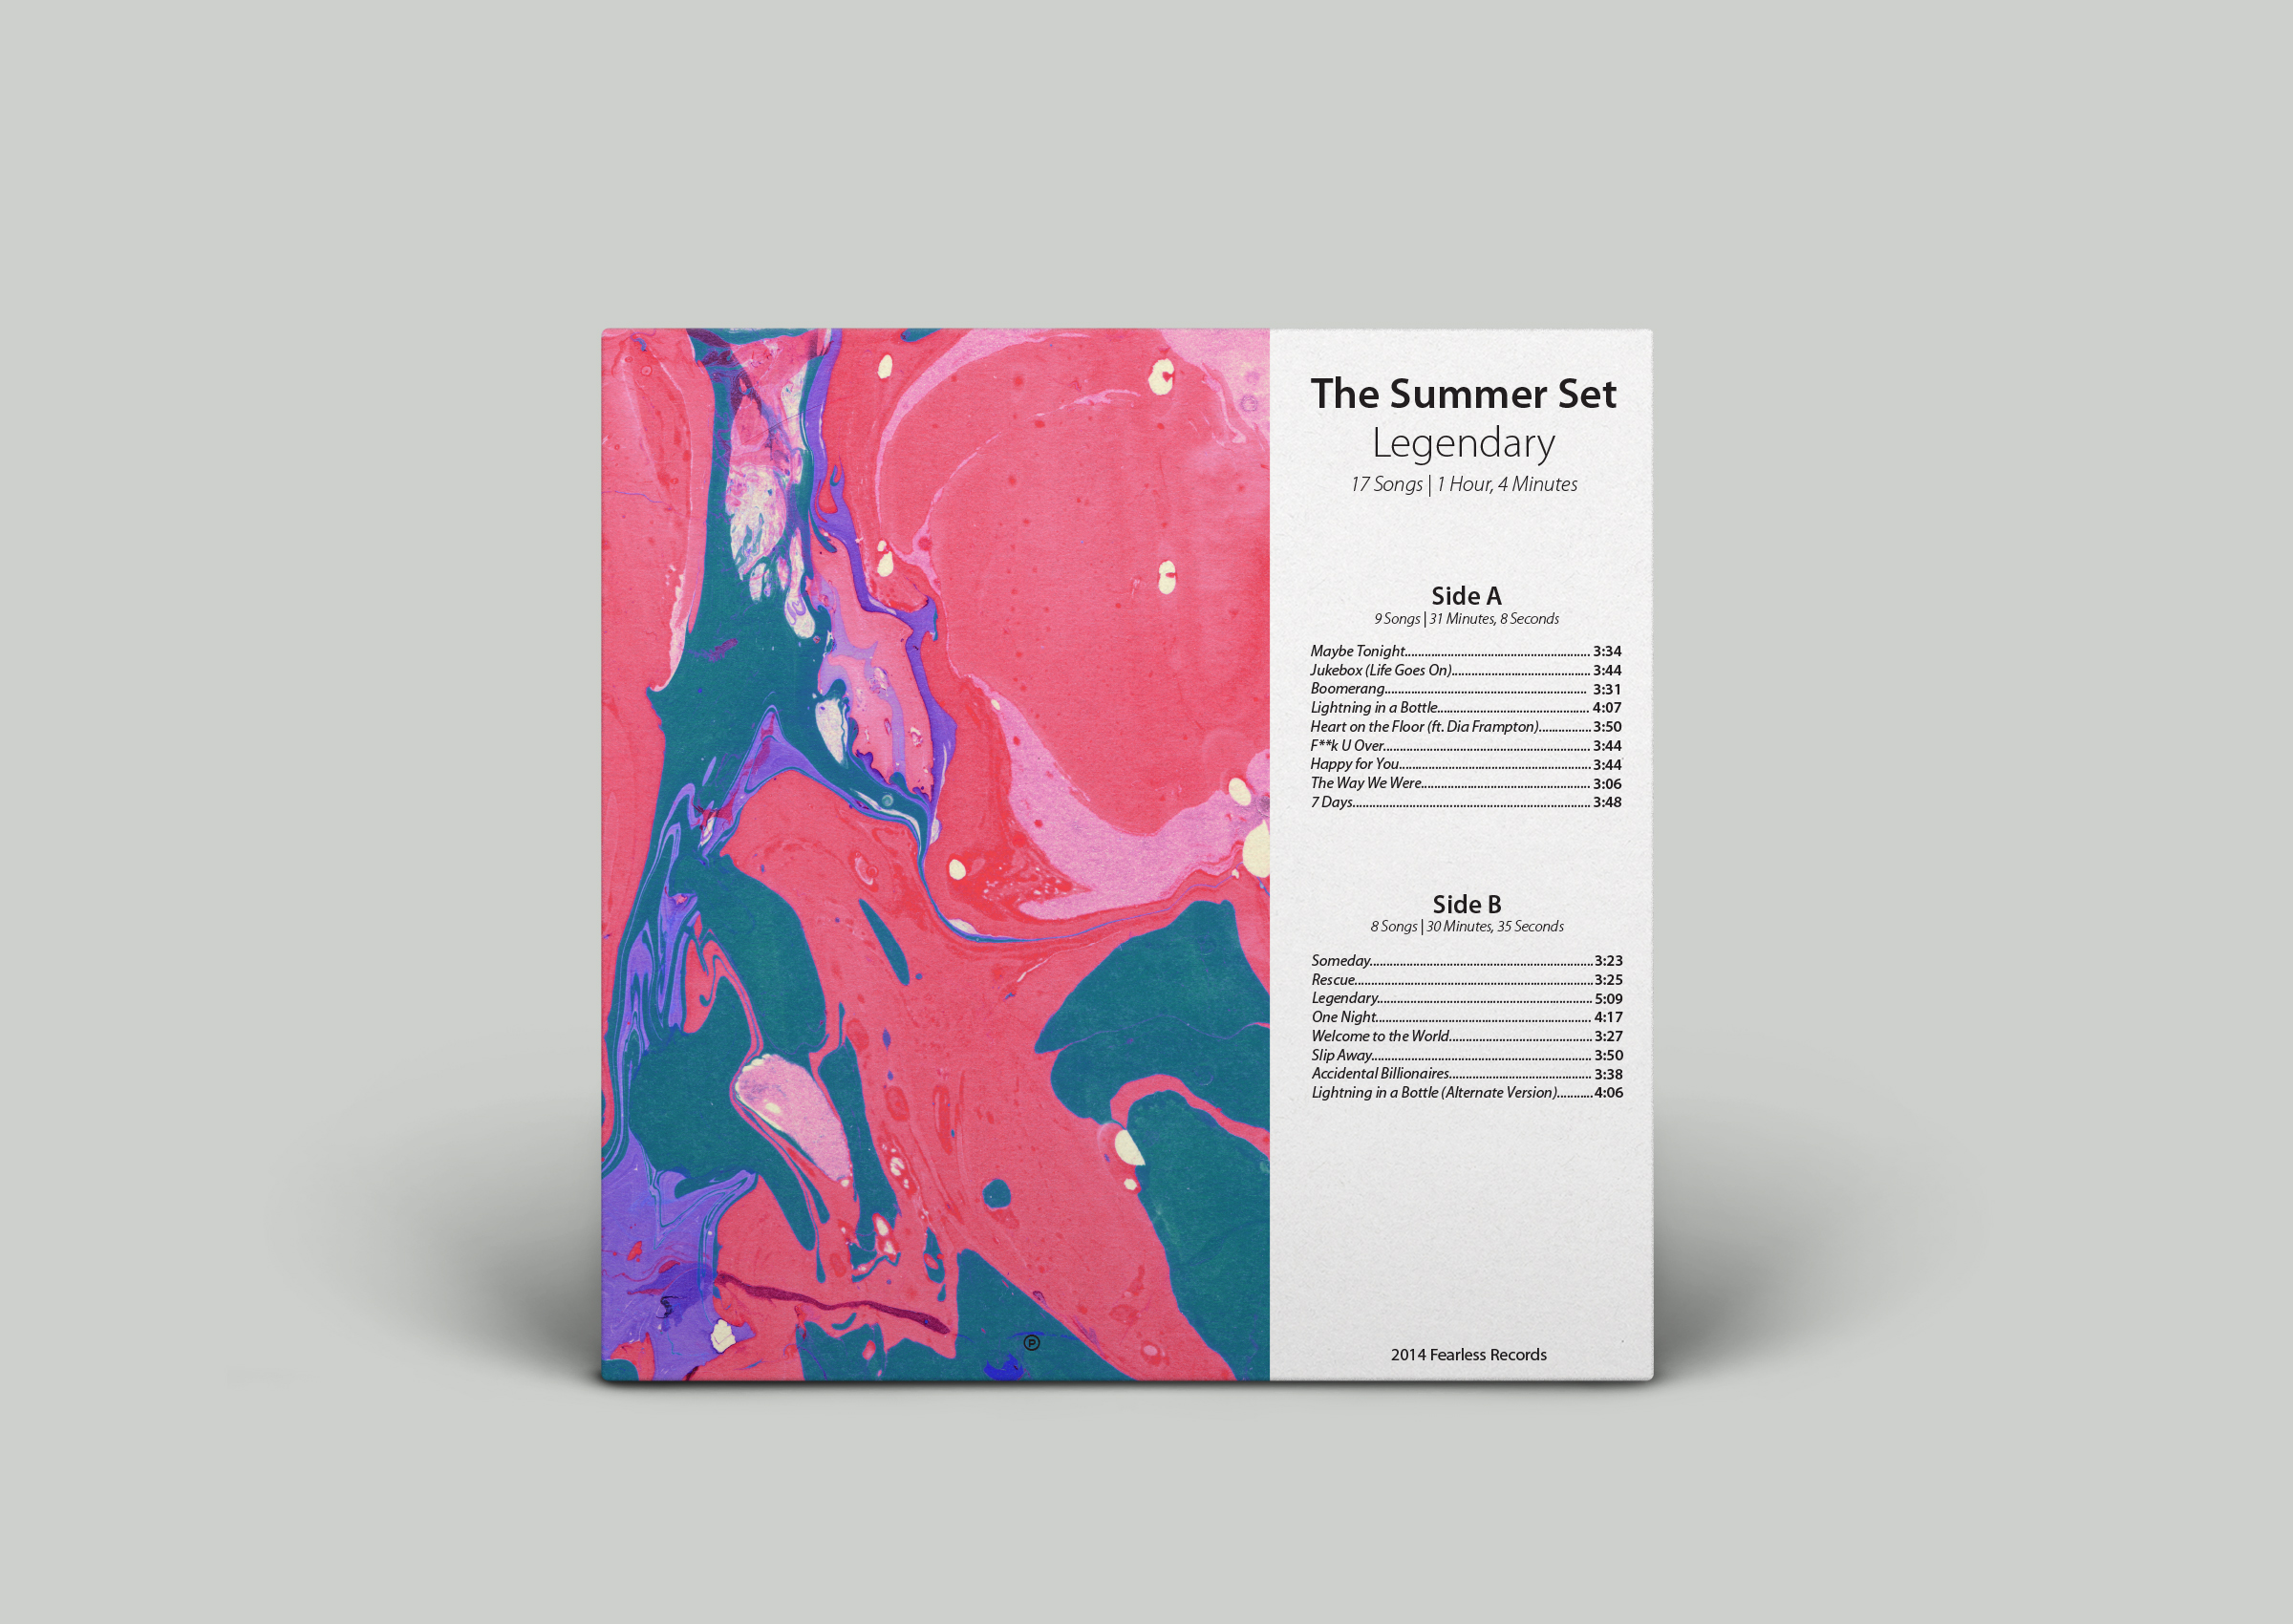 The Summer Set
Legendary
17 Songs | 1 Hour, 4 Minutes
Side A
9 Songs | 31 Minutes, 8 Seconds
Maybe Tonight........................................................ 3:34
Jukebox (Life Goes On).......................................... 3:44
Boomerang............................................................. 3:31
Lightning in a Bottle.............................................. 4:07
Heart on the Floor (ft. Dia Frampton)................ 3:50
F**k U Over............................................................... 3:44
Happy for You.......................................................... 3:44
The Way We Were................................................... 3:06
7 Days........................................................................ 3:48
Side B
8 Songs | 30 Minutes, 35 Seconds
Someday.................................................................... 3:23
Rescue........................................................................ 3:25
Legendary................................................................. 5:09
One Night................................................................. 4:17
Welcome to the World........................................... 3:27
Slip Away................................................................... 3:50
Accidental Billionaires........................................... 3:38
Lightning in a Bottle (Alternate Version)........... 4:06
℗
2014 Fearless Records